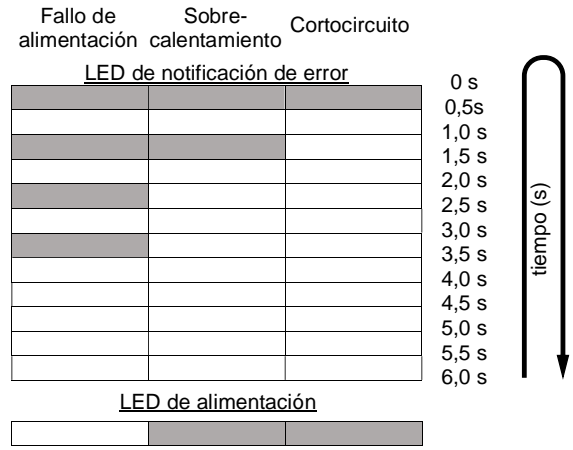 Fallo de alimentación
Sobre-calentamiento
Cortocircuito
LED de notificación de error
0 s
0,5s
1,0 s
1,5 s
2,0 s
2,5 s
3,0 s
3,5 s
4,0 s
4,5 s
5,0 s
5,5 s
6,0 s
tiempo (s)
LED de alimentación